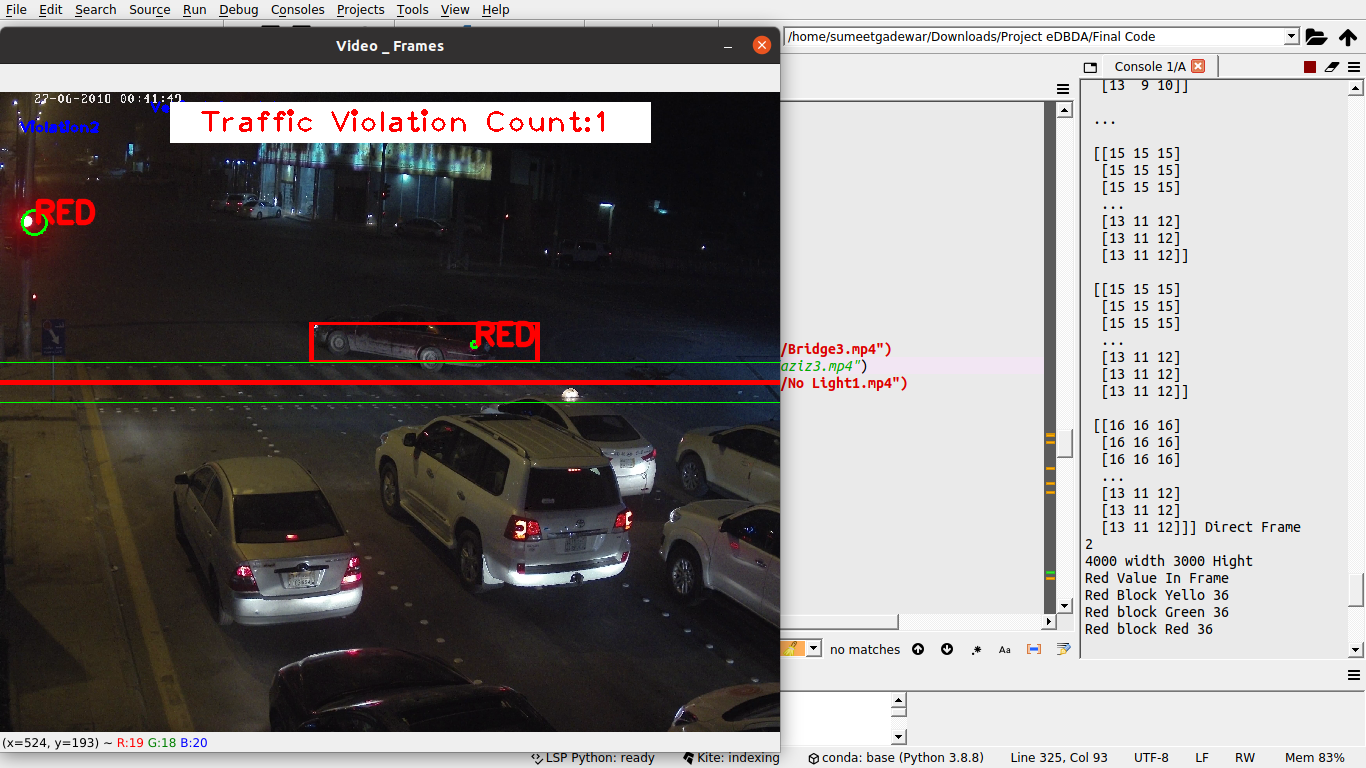 File Edit Search Source Run Debug Consoles Projects Tools View Help
/home/sumeetgadewar/Downloads/Project eDBDA/Final Code
Video _ Frames
Console 1/A
27-06-2010 00:41:49
Violation2
Traffic Violation Count:1
RED
RED
/Bridge3.mp4")
aziz3.mp4")
/No Light1.mp4")
[13 9 10]]
...
[[15 15 15]
[15 15 15]
[15 15 15]
...
[13 11 12]
[13 11 12]
[13 11 12]]
[[15 15 15]
[15 15 15]
[15 15 15]
...
[13 11 12]
[13 11 12]
[13 11 12]]
[[16 16 16]
[16 16 16]
[16 16 16]
...
[13 11 12]
[13 11 12]
[13 11 12]]] Direct Frame
2
4000 width 3000 Hight
Red Value In Frame
Red Block Yello 36
Red block Green 36
Red block Red 36
no matches
Aa
(x=524, y=193) ~ R:19 G:18 B:20
LSP Python: ready Kite: indexing conda: base (Python 3.8.8) Line 325, Col 93 UTF-8 LF RW Mem 83%